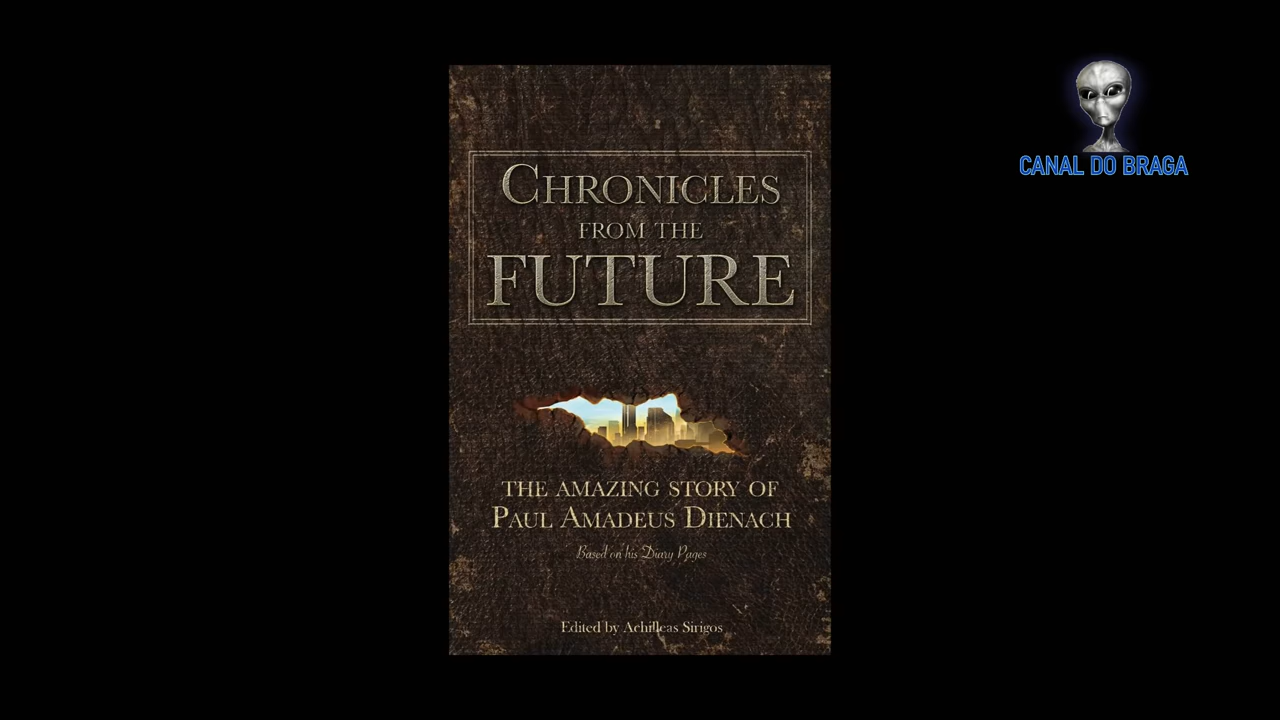 CHRONICLES
FROM THE
FUTURE
THE AMAZING STORY OF
PAUL AMADEUS DIENACH
Based on his Diary Pages
Edited by Achilleas Sirigos
CANAL DO BRAGA